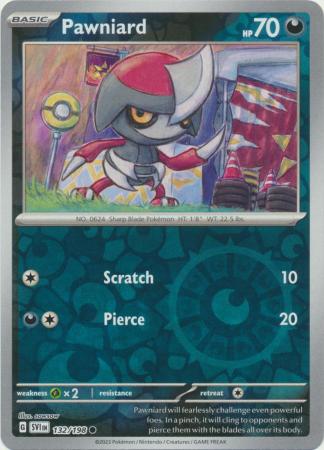 BASIC
Pawniard
HP 70
NO. 0624 Sharp Blade Pokémon HT: 1'8" WT: 22.5 lbs.
Scratch 10
Pierce 20
weakness ×2 resistance retreat
Illus. sowsow
G SVI EN 132/198
Pawniard will fearlessly challenge even
powerful foes. In battle, it will cling to opponents and
pierce them with the blades all over its body.
©2023 Pokémon / Nintendo / Creatures / GAME FREAK